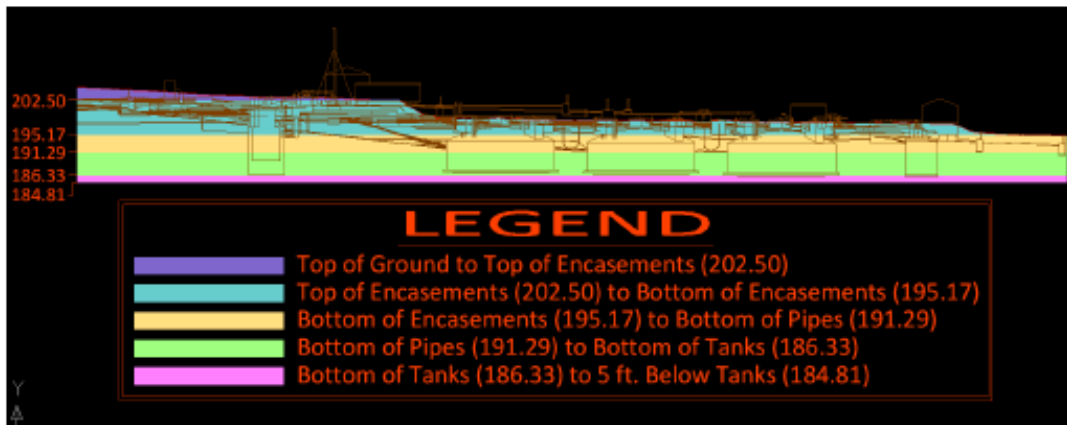 202.50
195.17
191.29
186.33
184.81
LEGEND
Top of Ground to Top of Encasements (202.50)
Top of Encasements (202.50) to Bottom of Encasements (195.17)
Bottom of Encasements (195.17) to Bottom of Pipes (191.29)
Bottom of Pipes (191.29) to Bottom of Tanks (186.33)
Bottom of Tanks (186.33) to 5 ft. Below Tanks (184.81)
Y